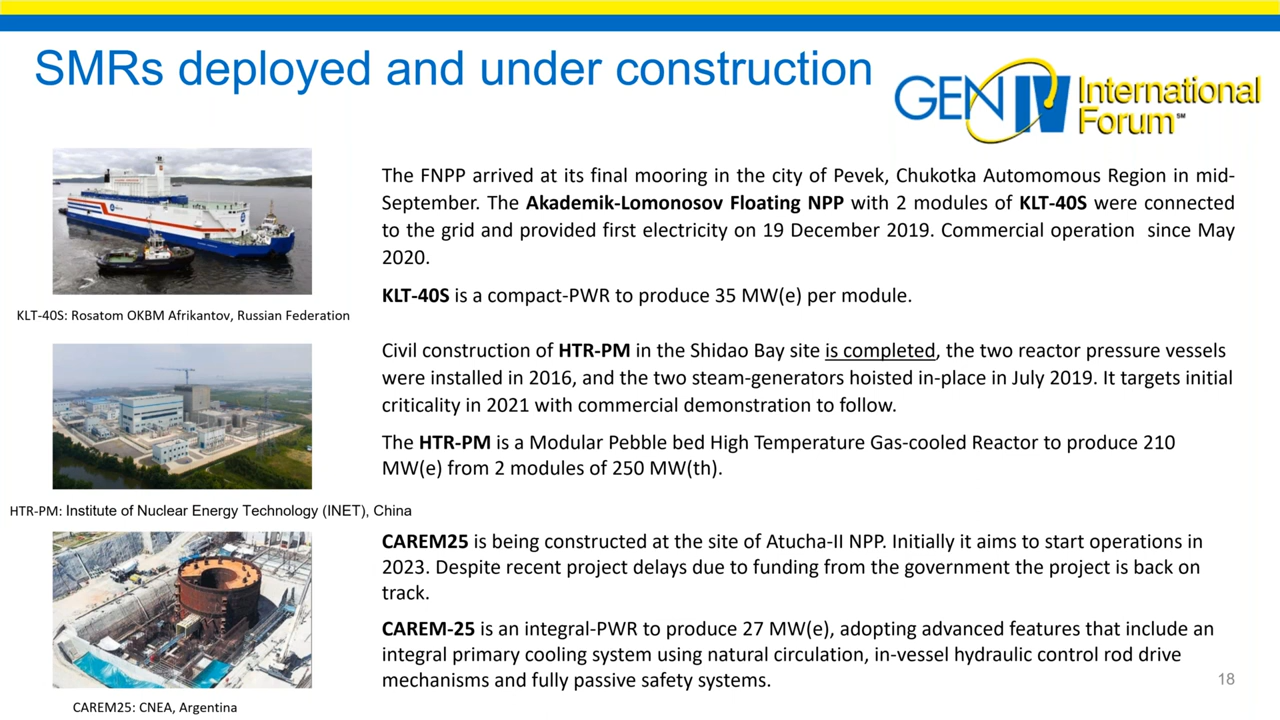 SMRs deployed and under construction
GEN IV International
Forum℠
The FNPP arrived at its final mooring in the city of Pevek, Chukotka Automomous Region in mid-
September. The Akademik-Lomonosov Floating NPP with 2 modules of KLT-40S were connected
to the grid and provided first electricity on 19 December 2019. Commercial operation since May
2020.
KLT-40S is a compact-PWR to produce 35 MW(e) per module.
KLT-40S: Rosatom OKBM Afrikantov, Russian Federation
Civil construction of HTR-PM in the Shidao Bay site is completed, the two reactor pressure vessels
were installed in 2016, and the two steam-generators hoisted in-place in July 2019. It targets initial
criticality in 2021 with commercial demonstration to follow.
The HTR-PM is a Modular Pebble bed High Temperature Gas-cooled Reactor to produce 210
MW(e) from 2 modules of 250 MW(th).
HTR-PM: Institute of Nuclear Energy Technology (INET), China
CAREM25 is being constructed at the site of Atucha-II NPP. Initially it aims to start operations in
2023. Despite recent project delays due to funding from the government the project is back on
track.
CAREM-25 is an integral-PWR to produce 27 MW(e), adopting advanced features that include an
integral primary cooling system using natural circulation, in-vessel hydraulic control rod drive
mechanisms and fully passive safety systems.
18
CAREM25: CNEA, Argentina